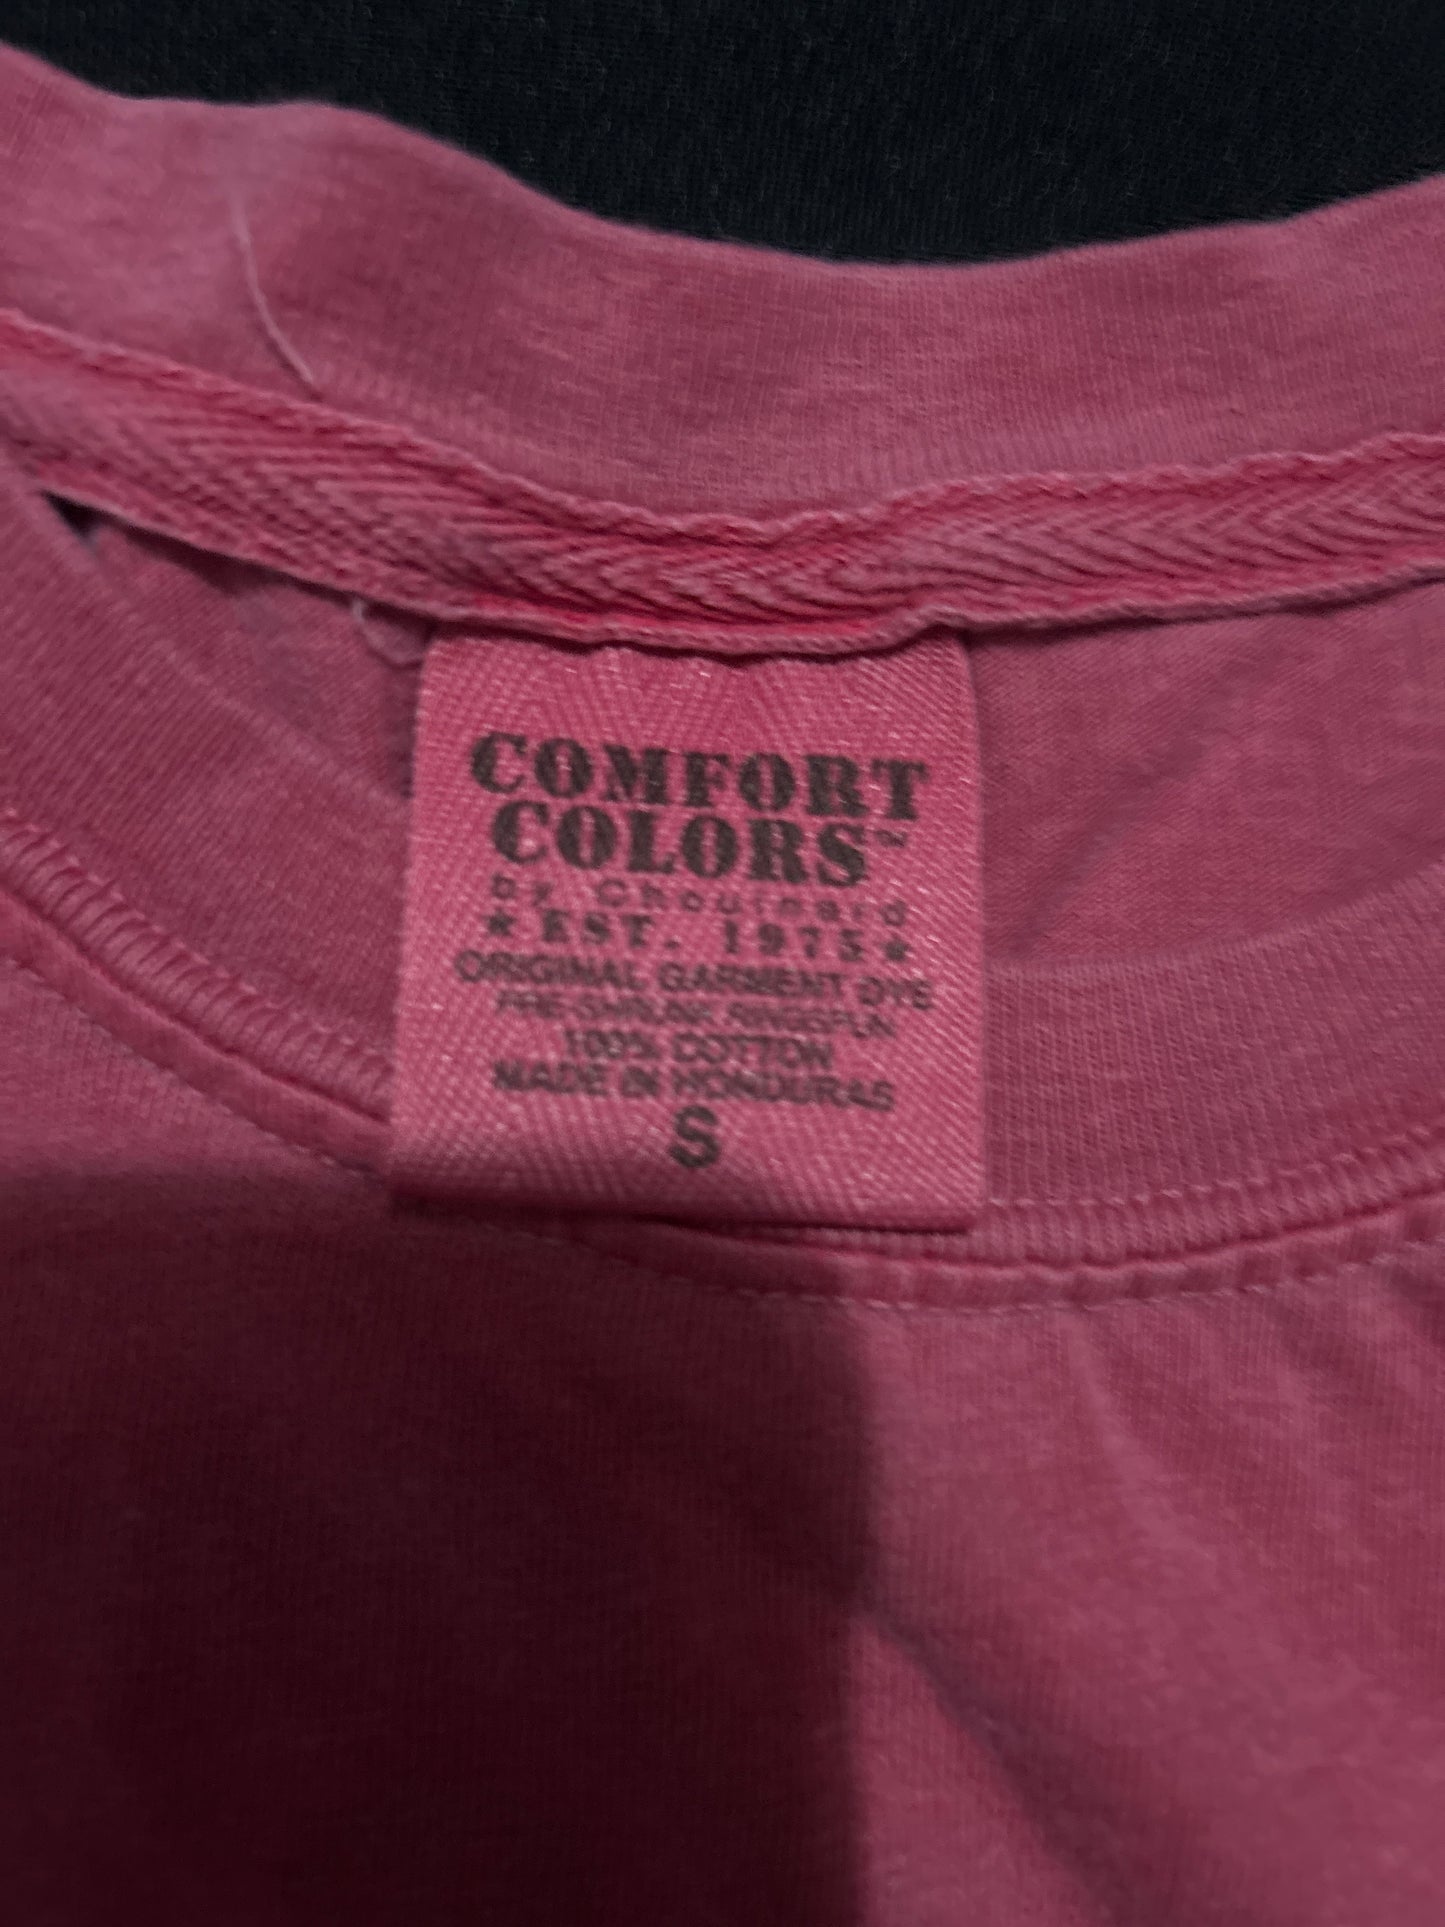 COMFORT
COLORS™
by Chouinard
★ EST. 1975 ★
ORIGINAL GARMENT DYE
PRE-SHRUNK RINGSPUN
100% COTTON
MADE IN HONDURAS
S